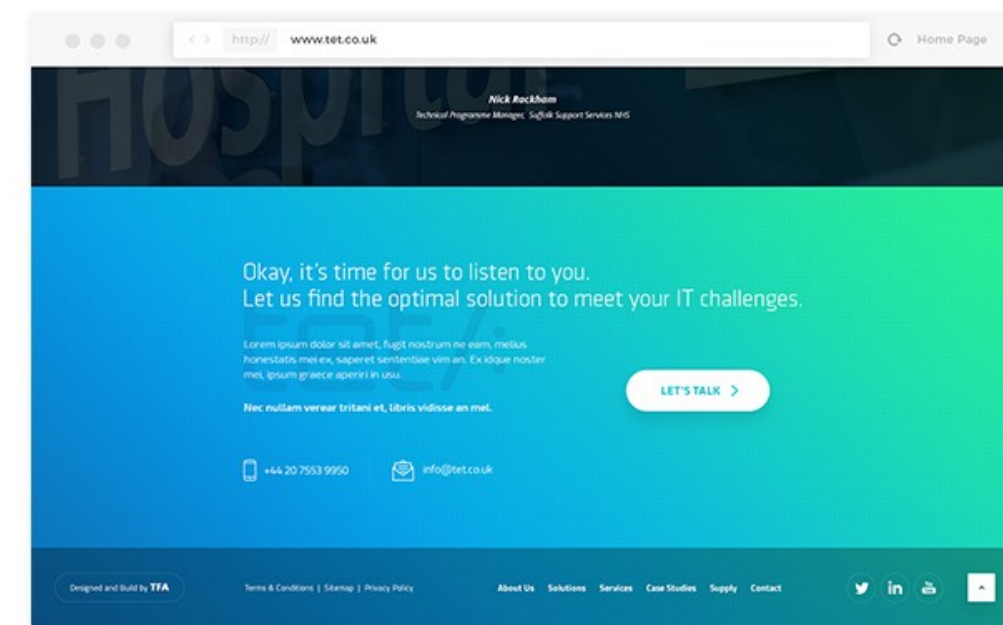 http://
www.tet.co.uk
Home Page
Hospital
Nick Rackham
Technical Programme Manager, Suffolk Support Services NHS
Okay, it's time for us to listen to you.
Let us find the optimal solution to meet your IT challenges.
Lorem ipsum dolor sit amet, fugit nostrum ne eam, melius
honestatis mei ex, saperet sententiae vim an. Ex idque noster
mei, ipsum graece aperiri in usu.
Nec nullam verear tritani et, libris vidisse an mel.
LET'S TALK
+44 20 7553 9950
info@tet.co.uk
Designed and Build by TFA
Terms & Conditions | Sitemap | Privacy Policy
About Us Solutions Services Case Studies Supply Contact
in
You